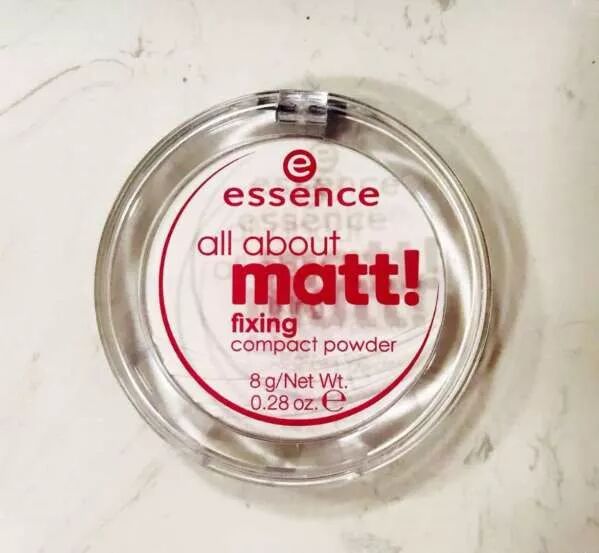 e
essence
all about
matt!
fixing
compact powder
8 g/Net Wt.
0.28 oz. ℮